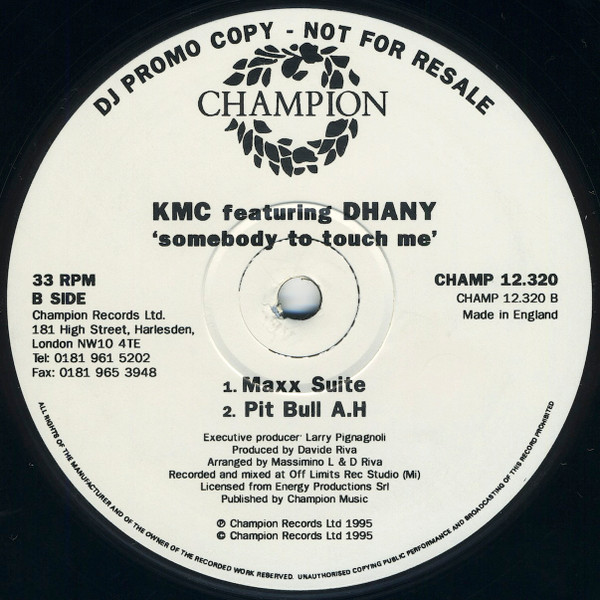 DJ PROMO COPY - NOT FOR RESALE
CHAMPION
KMC featuring DHANY
'somebody to touch me'
33 RPM
B SIDE
Champion Records Ltd.
181 High Street, Harlesden,
London NW10 4TE
Tel: 0181 961 5202
Fax: 0181 965 3948
CHAMP 12.320
CHAMP 12.320 B
Made in England
1. Maxx Suite
2. Pit Bull A.H
Executive producer: Larry Pignagnoli
Produced by Davide Riva
Arranged by Massimino L & D Riva
Recorded and mixed at Off Limits Rec Studio (Mi)
Licensed from Energy Productions Srl
Published by Champion Music
℗ Champion Records Ltd 1995
© Champion Records Ltd 1995
ALL RIGHTS OF THE MANUFACTURER AND OF THE OWNER OF THE RECORDED WORK RESERVED. UNAUTHORISED COPYING PUBLIC PERFORMANCE AND BROADCASTING OF THIS RECORD PROHIBITED